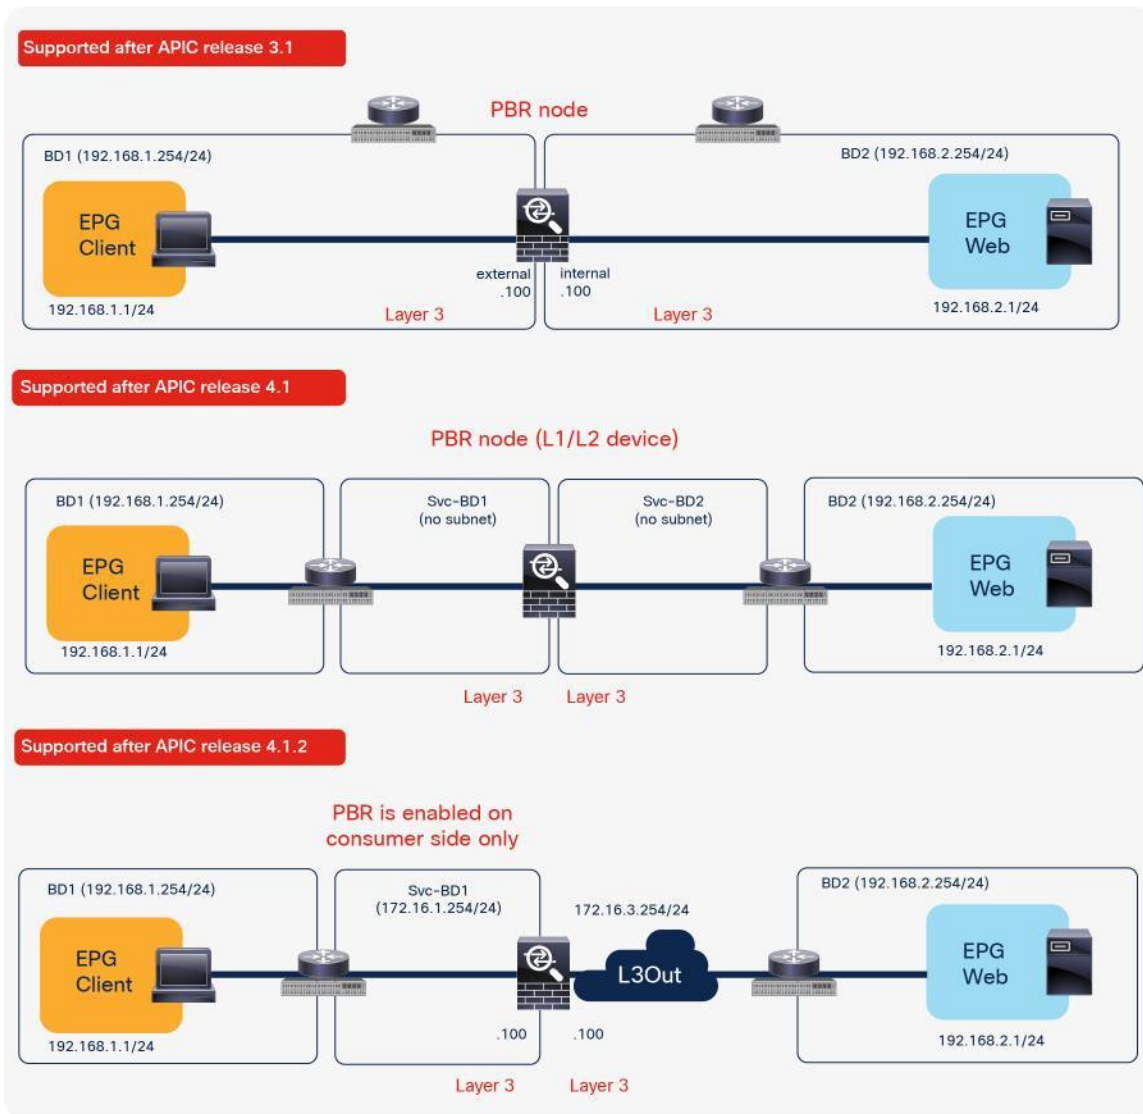 Supported after APIC release 3.1
PBR node
BD1 (192.168.1.254/24)
BD2 (192.168.2.254/24)
EPG
Client
EPG
Web
external
.100
internal
.100
192.168.1.1/24
192.168.2.1/24
Layer 3
Layer 3
Supported after APIC release 4.1
PBR node (L1/L2 device)
BD1 (192.168.1.254/24)
Svc-BD1
(no subnet)
Svc-BD2
(no subnet)
BD2 (192.168.2.254/24)
EPG
Client
EPG
Web
192.168.1.1/24
192.168.2.1/24
Layer 3
Layer 3
Supported after APIC release 4.1.2
PBR is enabled on
consumer side only
BD1 (192.168.1.254/24)
Svc-BD1
(172.16.1.254/24)
172.16.3.254/24
BD2 (192.168.2.254/24)
EPG
Client
L3Out
EPG
Web
.100
.100
192.168.1.1/24
192.168.2.1/24
Layer 3
Layer 3